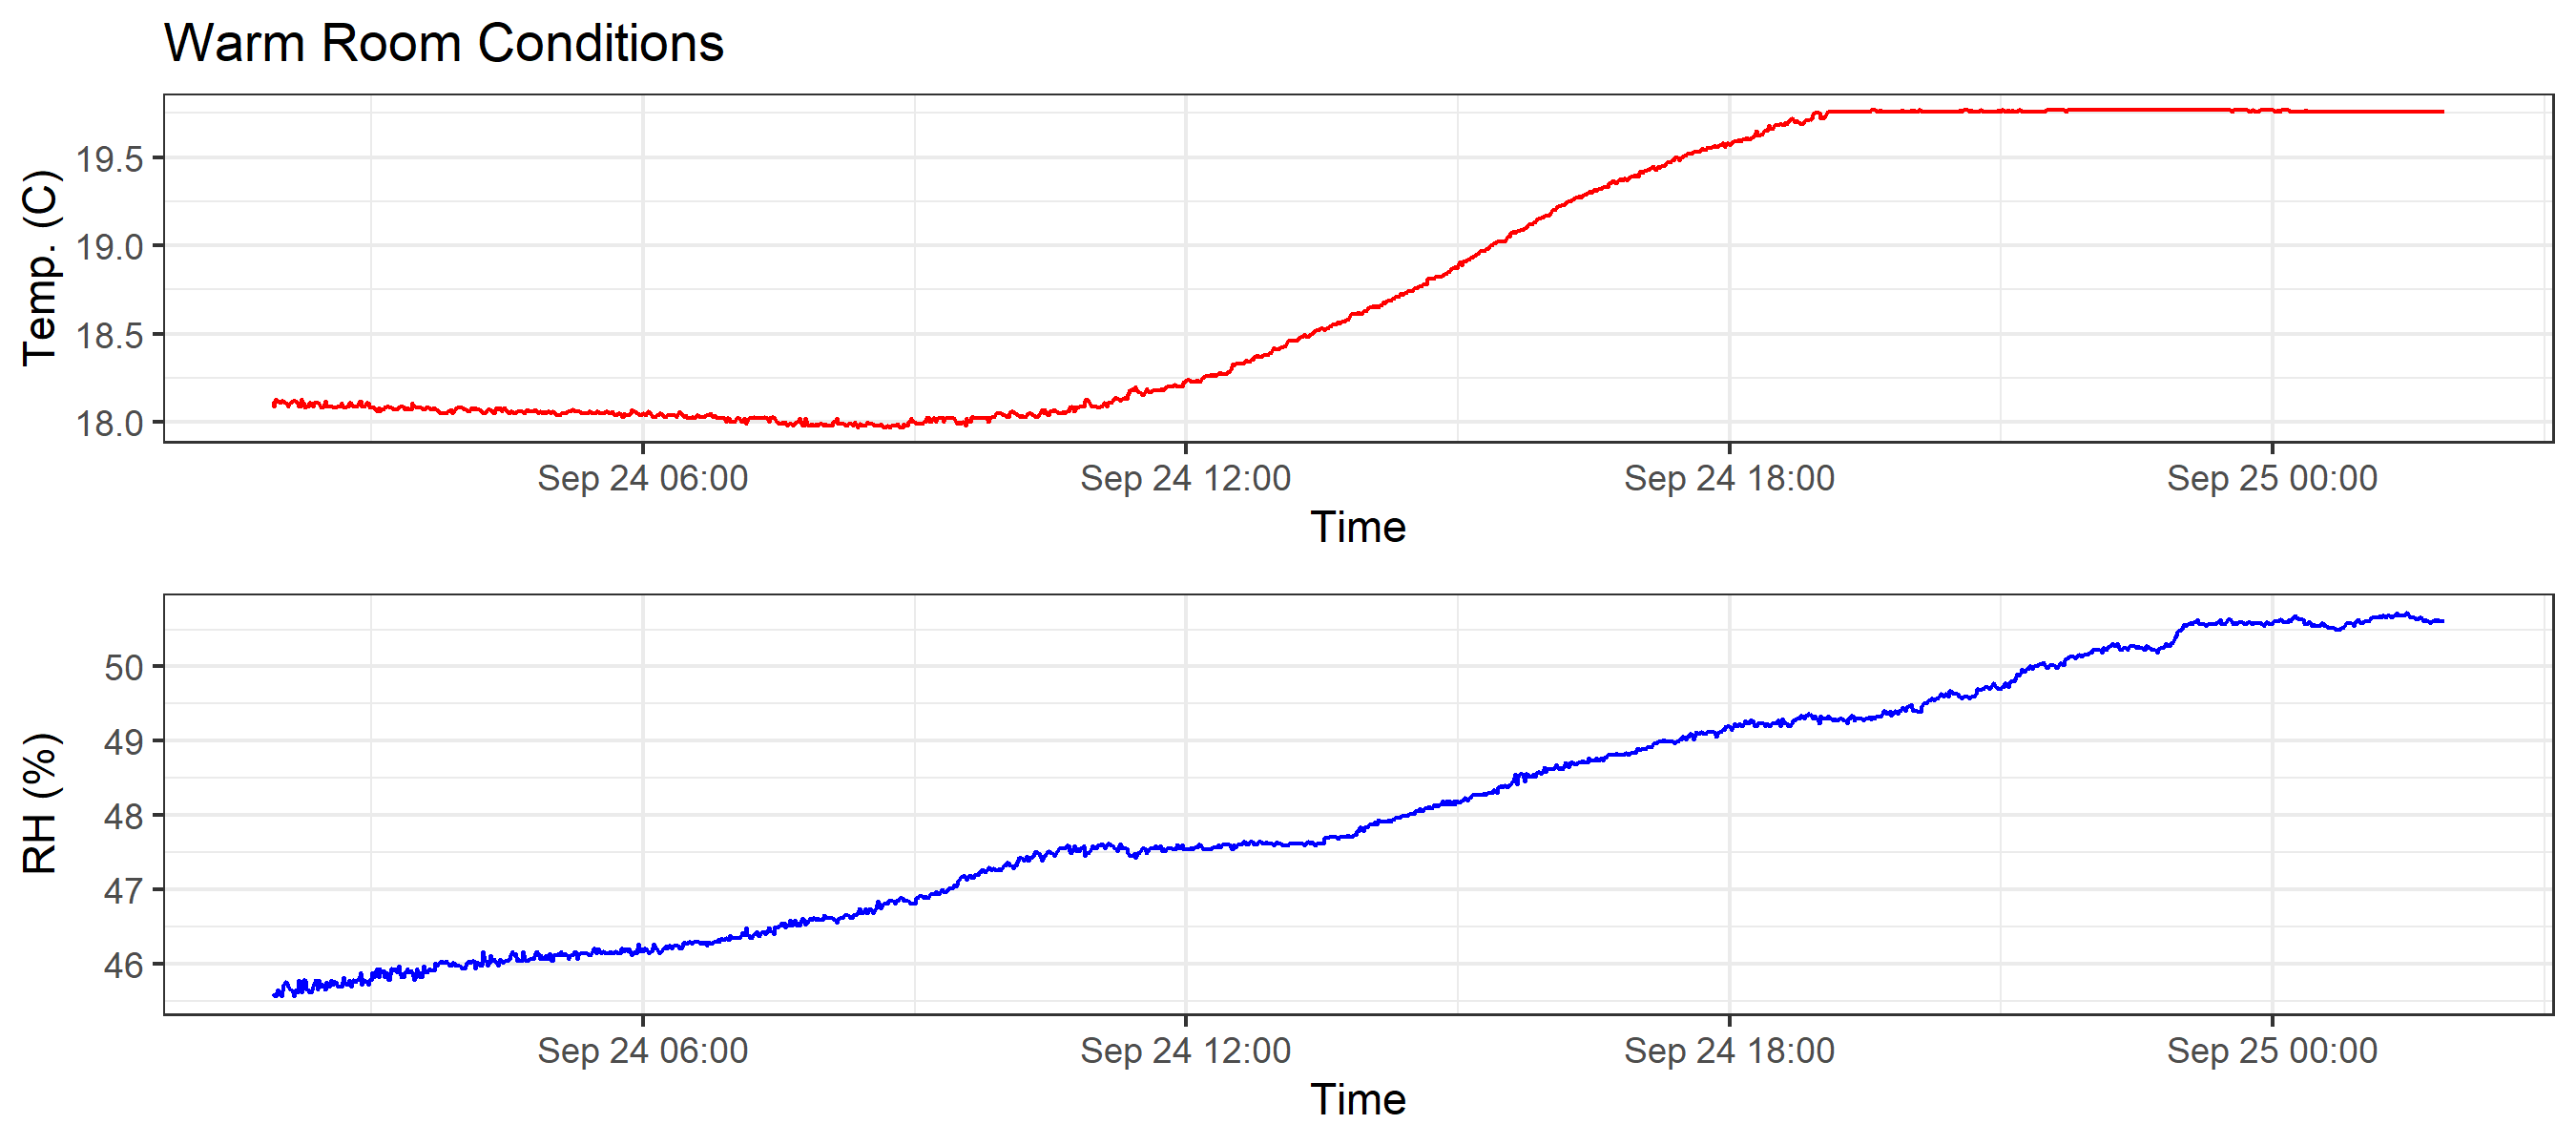 Warm Room Conditions
Temp. (C)
19.5
19.0
18.5
18.0
Sep 24 06:00 Sep 24 12:00 Sep 24 18:00 Sep 25 00:00
Time
RH (%)
50
49
48
47
46
Sep 24 06:00 Sep 24 12:00 Sep 24 18:00 Sep 25 00:00
Time